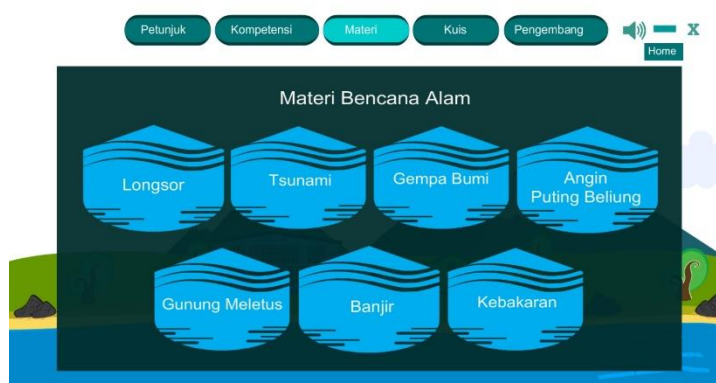 Petunjuk
Kompetensi
Materi
Kuis
Pengembang
X
Home
Materi Bencana Alam
Longsor
Tsunami
Gempa Bumi
Angin
Puting Beliung
Gunung Meletus
Banjir
Kebakaran